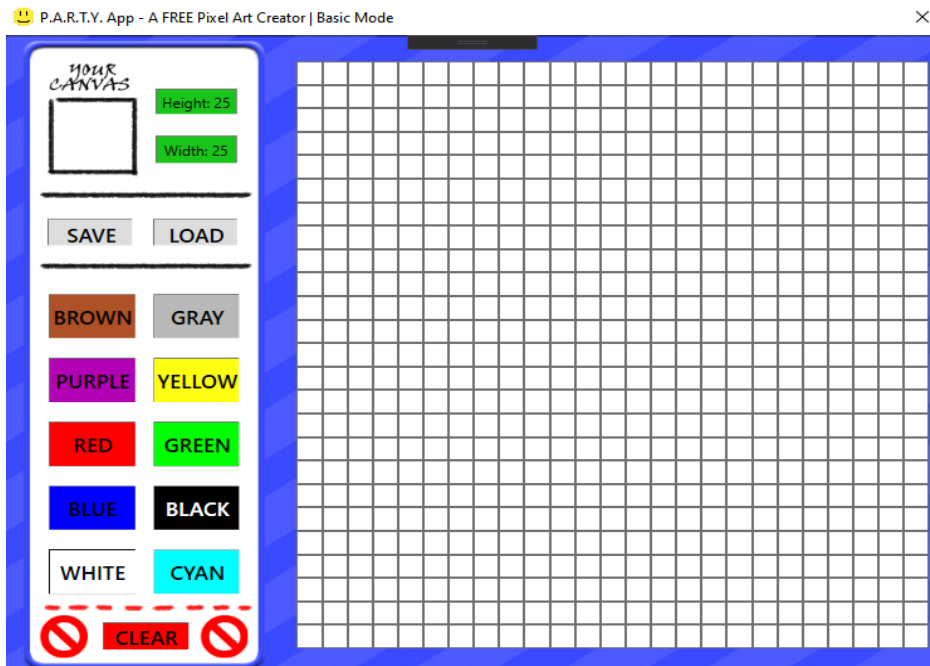 P.A.R.T.Y. App - A FREE Pixel Art Creator | Basic Mode
YOUR
CANVAS
Height: 25
Width: 25
SAVE LOAD
BROWN GRAY
PURPLE YELLOW
RED GREEN
BLUE BLACK
WHITE CYAN
CLEAR